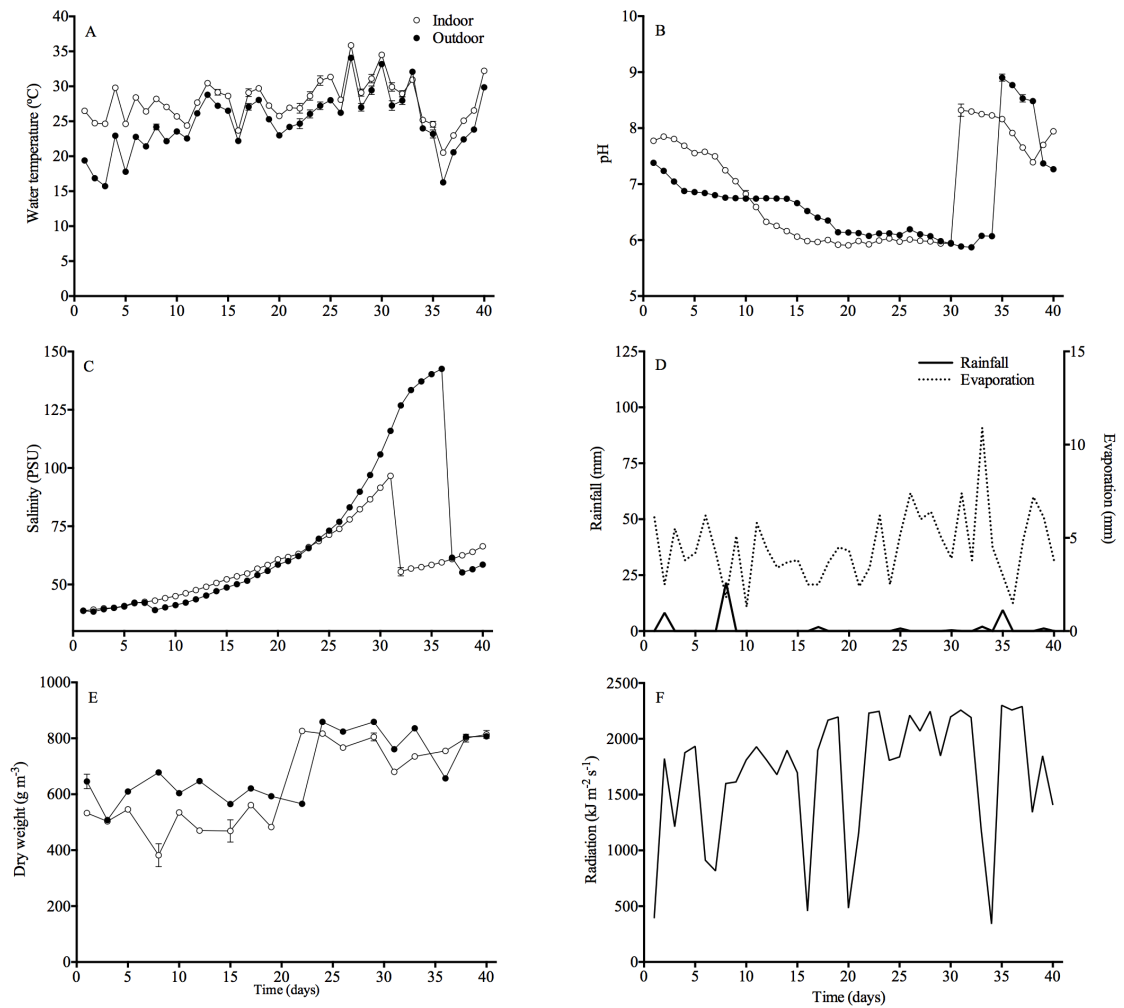 A
Indoor
Outdoor
Water temperature (ºC)
40
35
30
25
20
15
10
5
0
0 5 10 15 20 25 30 35 40
B
pH
10
9
8
7
6
5
0 5 10 15 20 25 30 35 40
C
Salinity (PSU)
150
125
100
75
50
0 5 10 15 20 25 30 35 40
D
Rainfall
Evaporation
Rainfall (mm)
125
100
75
50
25
0
Evaporation (mm)
15
10
5
0
0 5 10 15 20 25 30 35 40
E
Dry weight (g m⁻³)
1000
800
600
400
200
0
0 5 10 15 20 25 30 35 40
Time (days)
F
Radiation (kJ m⁻² s⁻¹)
2500
2000
1500
1000
500
0
0 5 10 15 20 25 30 35 40
Time (days)